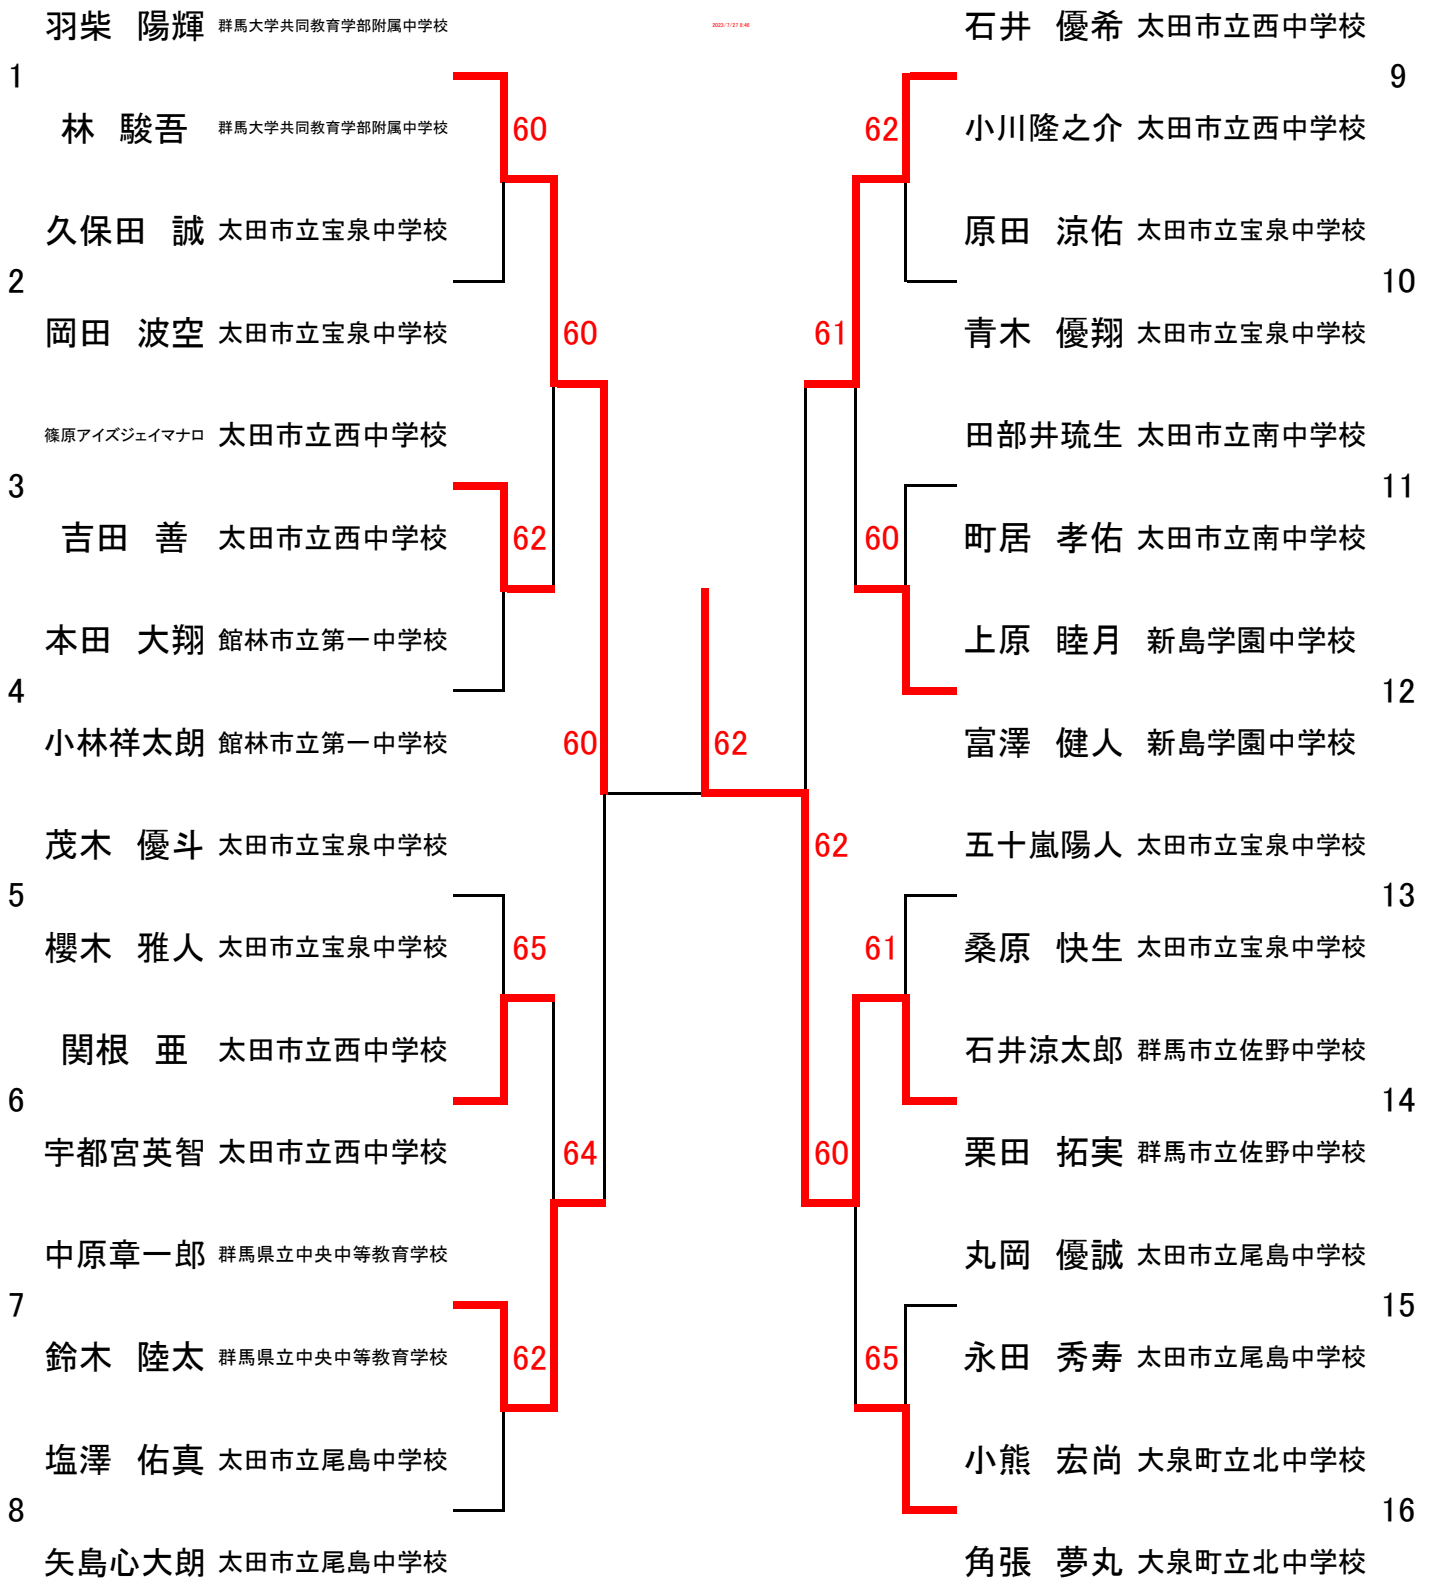 2023/7/27 8:46
羽柴 陽輝 群馬大学共同教育学部附属中学校
1
林 駿吾 群馬大学共同教育学部附属中学校
60
久保田 誠 太田市立宝泉中学校
2
岡田 波空 太田市立宝泉中学校
60
篠原アイズジェイマナロ 太田市立西中学校
3
吉田 善 太田市立西中学校
62
本田 大翔 館林市立第一中学校
4
小林祥太朗 館林市立第一中学校
60
茂木 優斗 太田市立宝泉中学校
5
櫻木 雅人 太田市立宝泉中学校
65
関根 亜 太田市立西中学校
6
宇都宮英智 太田市立西中学校
64
中原章一郎 群馬県立中央中等教育学校
7
鈴木 陸太 群馬県立中央中等教育学校
62
塩澤 佑真 太田市立尾島中学校
8
矢島心大朗 太田市立尾島中学校
62
石井 優希 太田市立西中学校
9
62
小川隆之介 太田市立西中学校
原田 涼佑 太田市立宝泉中学校
10
61
青木 優翔 太田市立宝泉中学校
田部井琉生 太田市立南中学校
11
60
町居 孝佑 太田市立南中学校
上原 睦月 新島学園中学校
12
富澤 健人 新島学園中学校
62
五十嵐陽人 太田市立宝泉中学校
13
61
桑原 快生 太田市立宝泉中学校
石井涼太郎 群馬市立佐野中学校
14
60
栗田 拓実 群馬市立佐野中学校
丸岡 優誠 太田市立尾島中学校
15
65
永田 秀寿 太田市立尾島中学校
小熊 宏尚 大泉町立北中学校
16
角張 夢丸 大泉町立北中学校